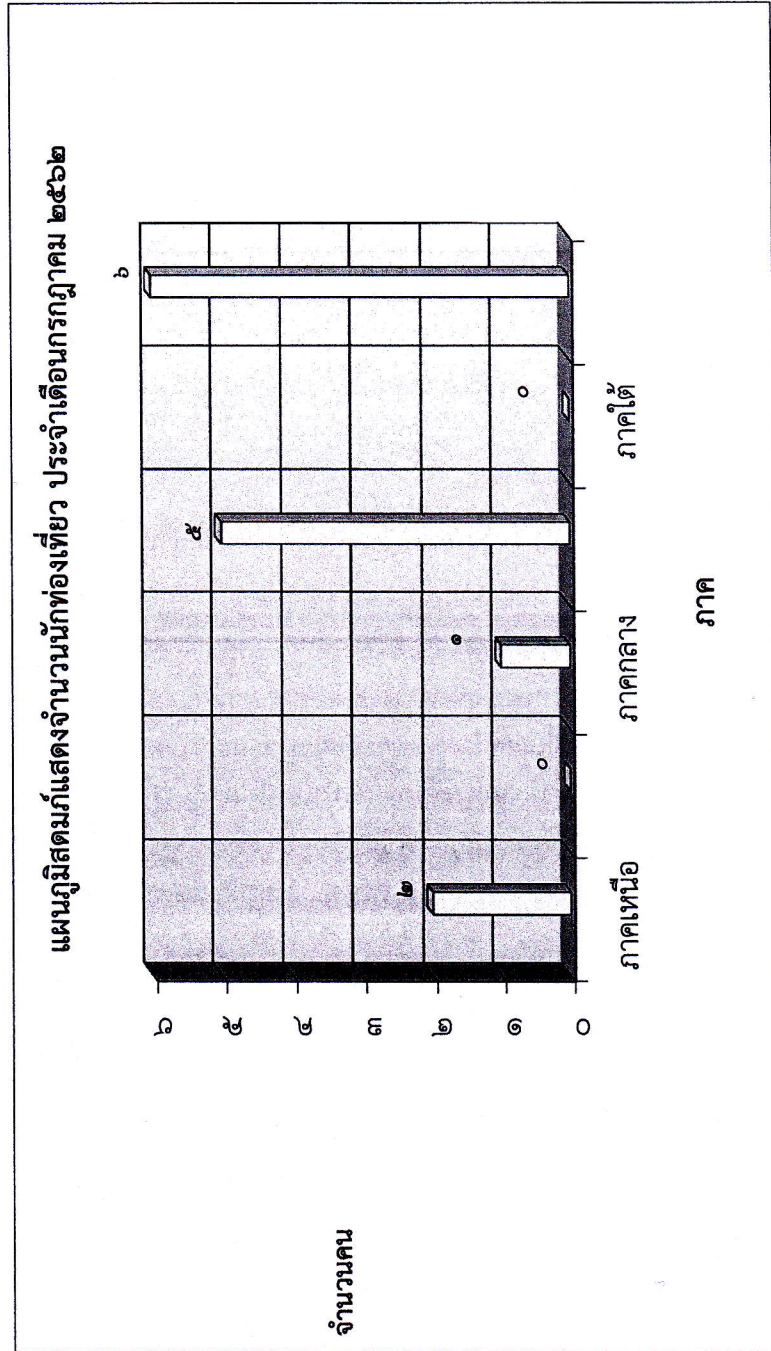 แผนภูมิสดมภ์แสดงจำนวนนักท่องเที่ยว ประจำเดือนกรกฎาคม ๒๕๖๒
จำนวนคน
๖
๕
๔
๓
๒
๑
๐
๒
๐
๑
๕
๐
๖
ภาคเหนือ
ภาคกลาง
ภาคใต้
ภาค